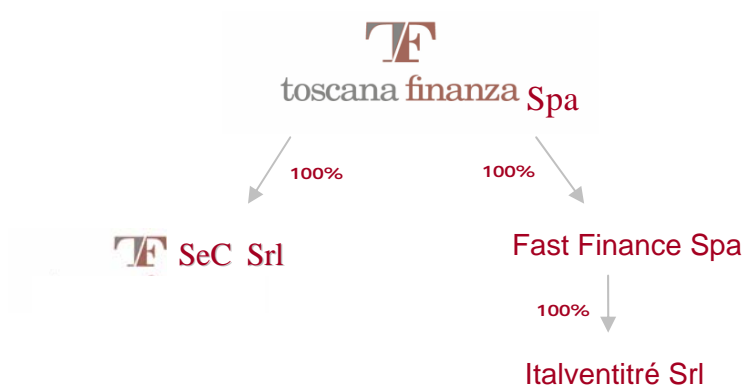 TF
toscana finanza Spa
100%
100%
TF SeC Srl
Fast Finance Spa
100%
Italventitré Srl